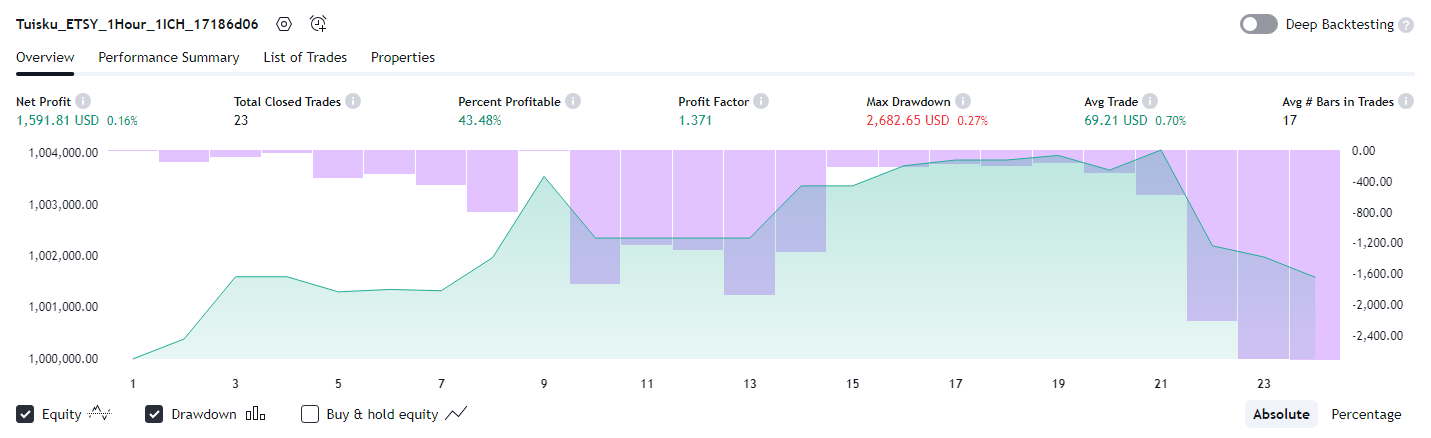 Tuisku_ETSY_1Hour_1ICH_17186d06
Deep Backtesting ?
Overview Performance Summary List of Trades Properties
Net Profit i Total Closed Trades i Percent Profitable i Profit Factor i Max Drawdown i Avg Trade i Avg # Bars in Trades i
1,591.81 USD 0.16% 23 43.48% 1.371 2,682.65 USD 0.27% 69.21 USD 0.70% 17
1,004,000.00 0.00
-400.00
1,003,000.00 -800.00
1,002,000.00 -1,200.00
-1,600.00
1,001,000.00 -2,000.00
-2,400.00
1,000,000.00
1 3 5 7 9 11 13 15 17 19 21 23
Equity Drawdown Buy & hold equity Absolute Percentage